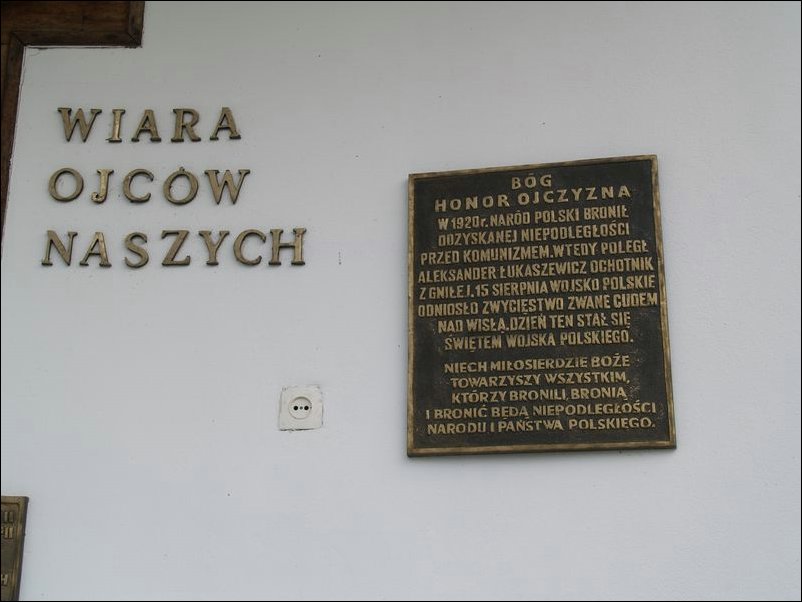 WIARA
OJCÓW
NASZYCH
BÓG
HONOR OJCZYZNA
W 1920 r. NARÓD POLSKI BRONIŁ
ODZYSKANEJ NIEPODLEGŁOŚCI
PRZED KOMUNIZMEM. WTEDY POLEGŁ
ALEKSANDER ŁUKASZEWICZ OCHOTNIK
Z GNIŁEJ. 15 SIERPNIA WOJSKO POLSKIE
ODNIOSŁO ZWYCIĘSTWO ZWANE CUDEM
NAD WISŁĄ. DZIEŃ TEN STAŁ SIĘ
ŚWIĘTEM WOJSKA POLSKIEGO.
NIECH MIŁOSIERDZIE BOŻE
TOWARZYSZY WSZYSTKIM,
KTÓRZY BRONILI, BRONIĄ
I BRONIĆ BĘDĄ NIEPODLEGŁOŚCI
NARODU I PAŃSTWA POLSKIEGO.